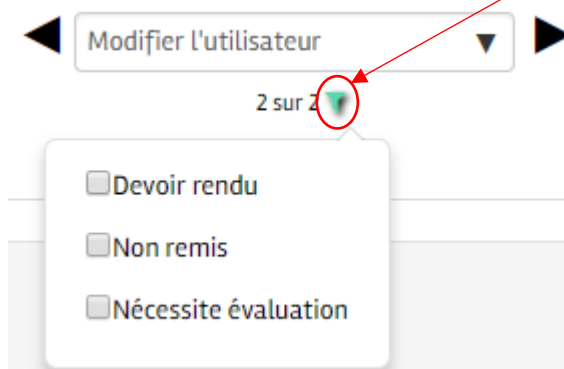 Modifier l'utilisateur
2 sur 2
Devoir rendu
Non remis
Nécessite évaluation